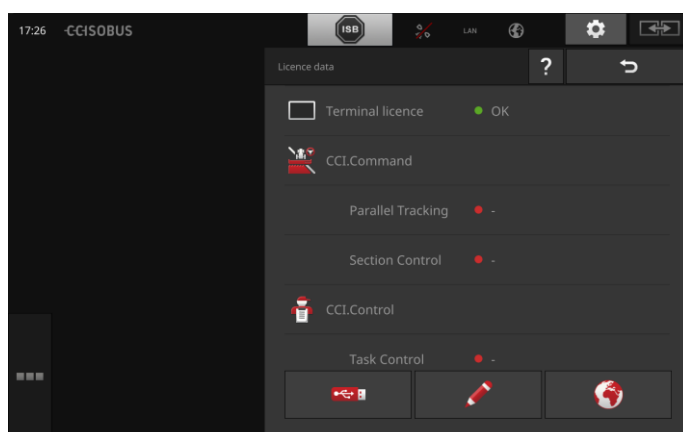 17:26 CCISOBUS ISB LAN
Licence data ?
Terminal licence OK
CCI.Command
Parallel Tracking -
Section Control -
CCI.Control
Task Control -